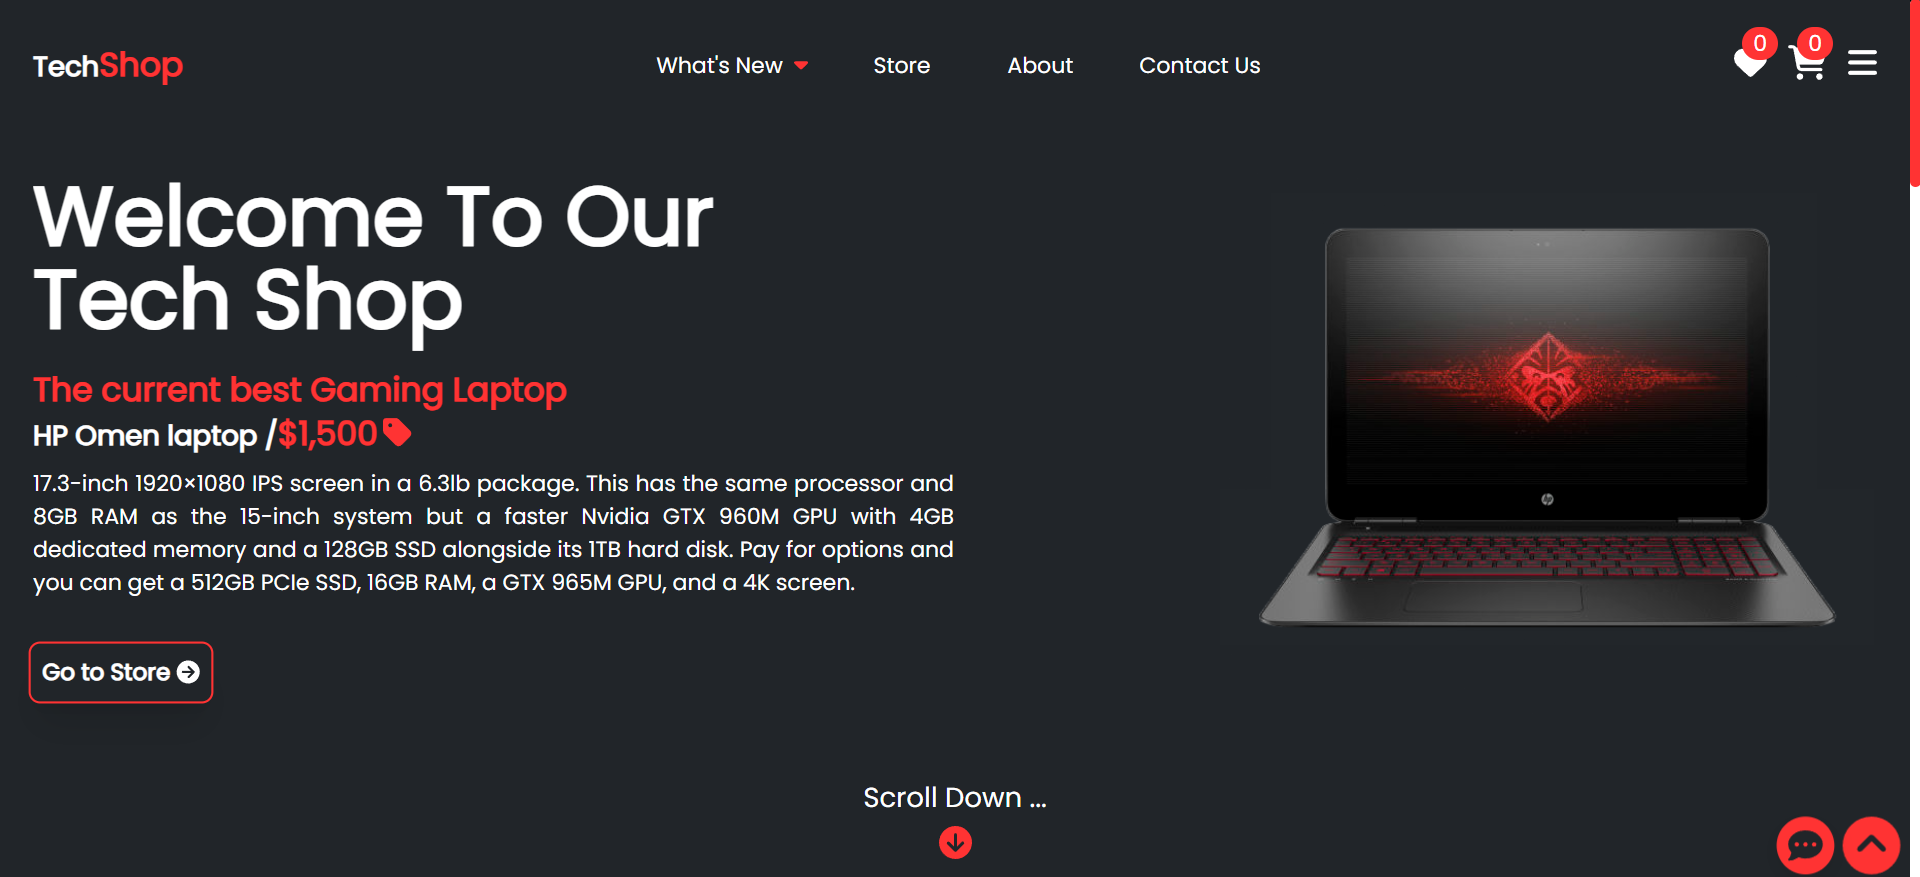 TechShop
What's New
Store
About
Contact Us
0
0
Welcome To Our
Tech Shop
The current best Gaming Laptop
HP Omen laptop /$1,500
17.3-inch 1920×1080 IPS screen in a 6.3lb package. This has the same processor and
8GB RAM as the 15-inch system but a faster Nvidia GTX 960M GPU with 4GB
dedicated memory and a 128GB SSD alongside its 1TB hard disk. Pay for options and
you can get a 512GB PCIe SSD, 16GB RAM, a GTX 965M GPU, and a 4K screen.
Go to Store
Scroll Down ...
hp